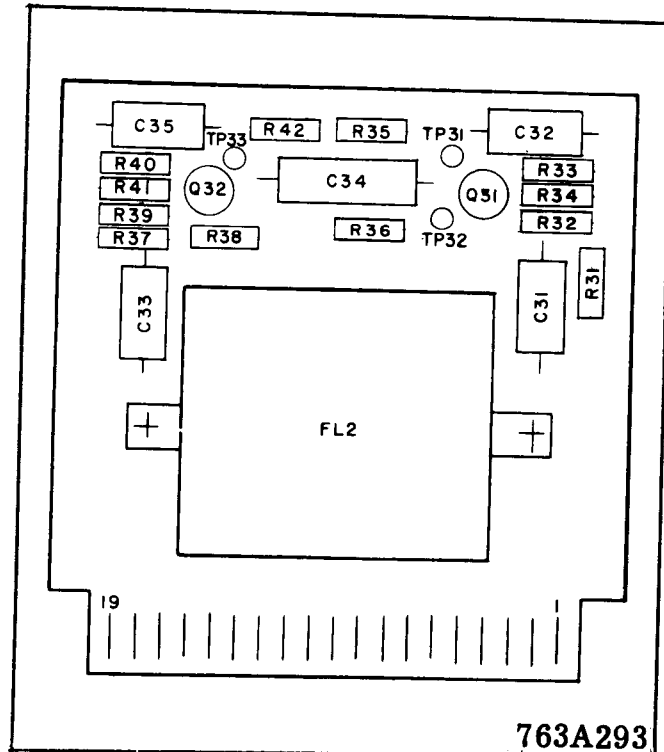 C35 R42 R35 TP31 C32
TP33
R40 R33
R41 Q32 C34 Q31 R34
R39 R32
R37 R38 R36 TP32
C33 C31 R31
FL2
19 1
763A293